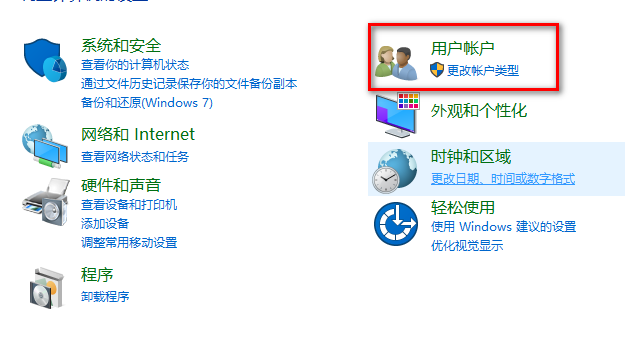 系统和安全
查看你的计算机状态
通过文件历史记录保存你的文件备份副本
备份和还原(Windows 7)
网络和 Internet
查看网络状态和任务
硬件和声音
查看设备和打印机
添加设备
调整常用移动设置
程序
卸载程序
用户帐户
更改帐户类型
外观和个性化
时钟和区域
更改日期、时间或数字格式
轻松使用
使用 Windows 建议的设置
优化视觉显示